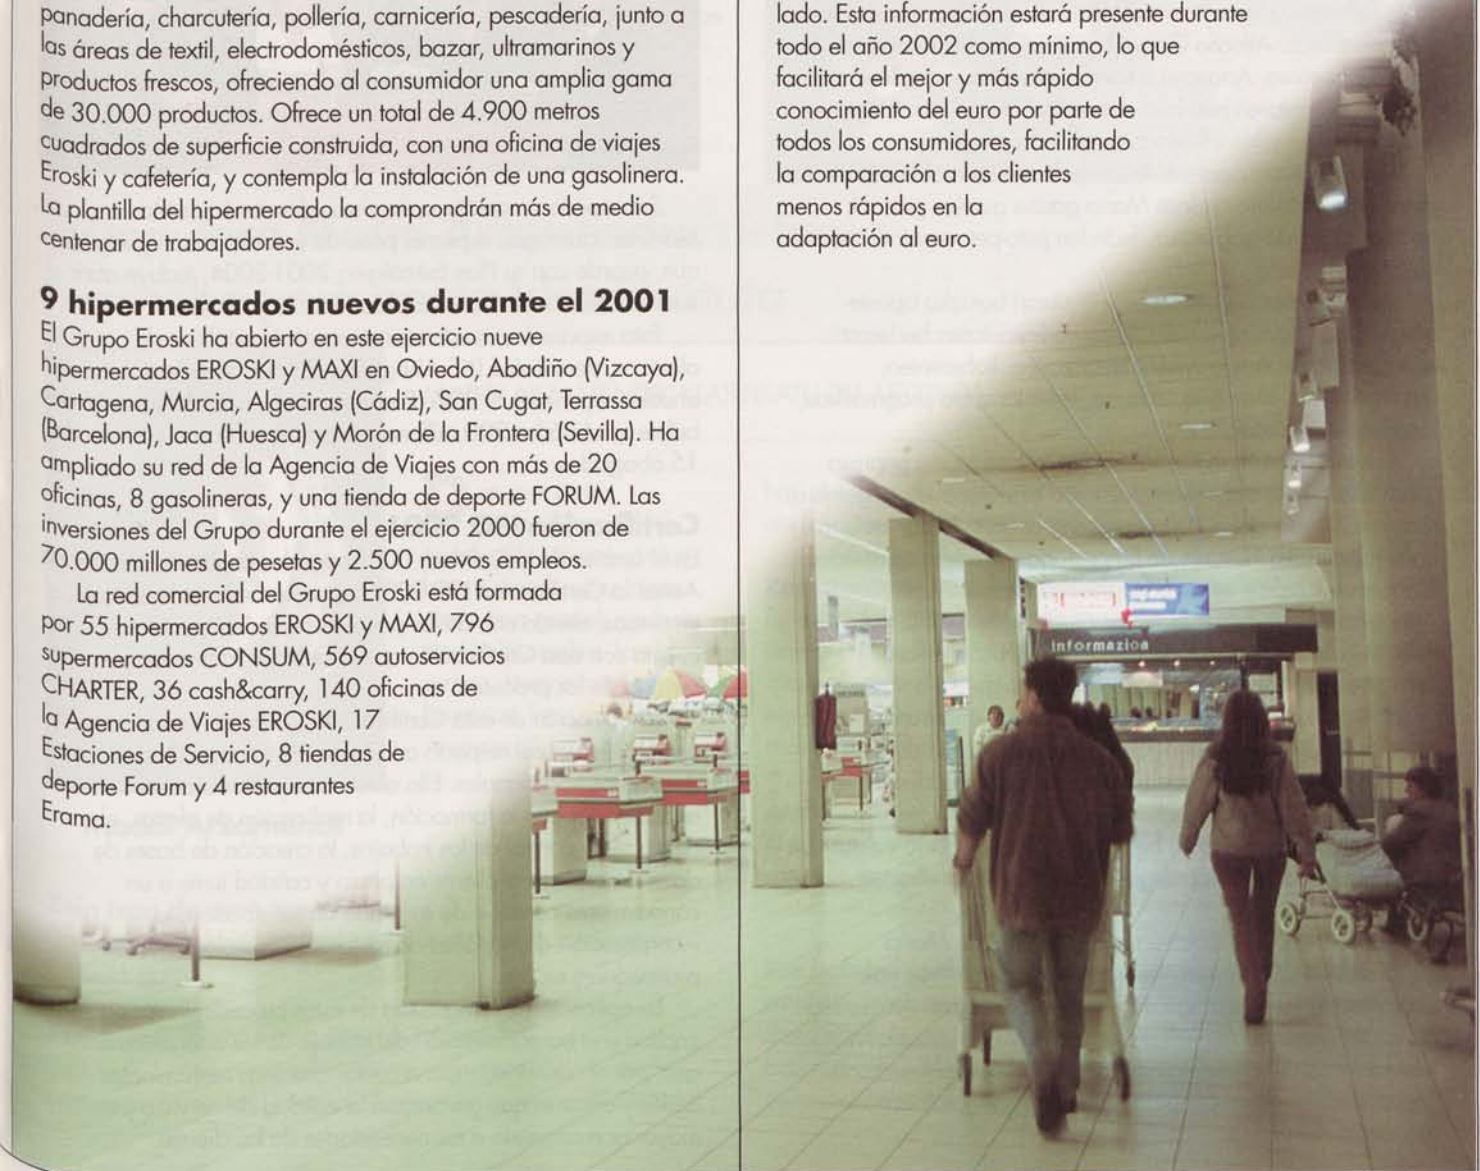 panadería, charcutería, pollería, carnicería, pescadería, junto a
las áreas de textil, electrodomésticos, bazar, ultramarinos y
productos frescos, ofreciendo al consumidor una amplia gama
de 30.000 productos. Ofrece un total de 4.900 metros
cuadrados de superficie construida, con una oficina de viajes
Eroski y cafetería, y contempla la instalación de una gasolinera.
La plantilla del hipermercado la comprondrán más de medio
centenar de trabajadores.
9 hipermercados nuevos durante el 2001
El Grupo Eroski ha abierto en este ejercicio nueve
hipermercados EROSKI y MAXI en Oviedo, Abadiño (Vizcaya),
Cartagena, Murcia, Algeciras (Cádiz), San Cugat, Terrassa
(Barcelona), Jaca (Huesca) y Morón de la Frontera (Sevilla). Ha
ampliado su red de la Agencia de Viajes con más de 20
oficinas, 8 gasolineras, y una tienda de deporte FORUM. Las
inversiones del Grupo durante el ejercicio 2000 fueron de
70.000 millones de pesetas y 2.500 nuevos empleos.
La red comercial del Grupo Eroski está formada
por 55 hipermercados EROSKI y MAXI, 796
supermercados CONSUM, 569 autoservicios
CHARTER, 36 cash&carry, 140 oficinas de
la Agencia de Viajes EROSKI, 17
Estaciones de Servicio, 8 tiendas de
deporte Forum y 4 restaurantes
Erama.
lado. Esta información estará presente durante
todo el año 2002 como mínimo, lo que
facilitará el mejor y más rápido
conocimiento del euro por parte de
todos los consumidores, facilitando
la comparación a los clientes
menos rápidos en la
adaptación al euro.
informazioa